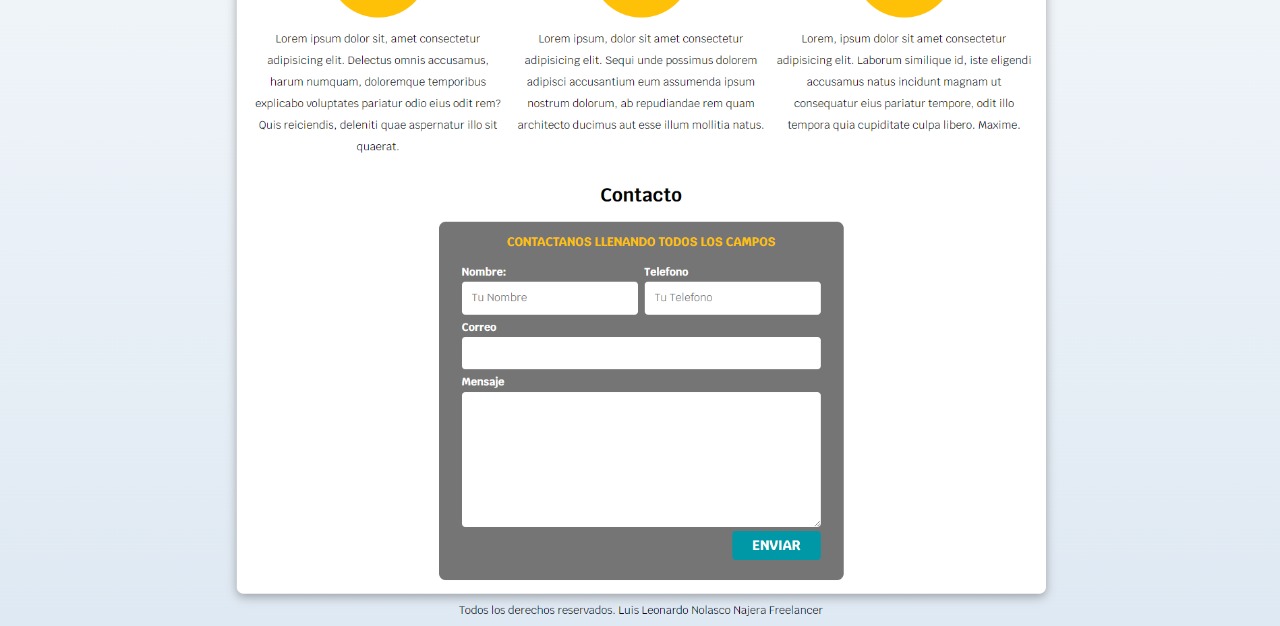 Lorem ipsum dolor sit, amet consectetur
adipisicing elit. Delectus omnis accusamus,
harum numquam, doloremque temporibus
explicabo voluptates pariatur odio eius odit rem?
Quis reiciendis, deleniti quae aspernatur illo sit
quaerat.
Lorem ipsum, dolor sit amet consectetur
adipisicing elit. Sequi unde possimus dolorem
adipisci accusantium eum assumenda ipsum
nostrum dolorum, ab repudiandae rem quam
architecto ducimus aut esse illum mollitia natus.
Lorem, ipsum dolor sit amet consectetur
adipisicing elit. Laborum similique id, iste eligendi
accusamus natus incidunt magnam ut
consequatur eius pariatur tempore, odit illo
tempora quia cupiditate culpa libero. Maxime.
Contacto
CONTACTANOS LLENANDO TODOS LOS CAMPOS
Nombre:
Tu Nombre
Telefono
Tu Telefono
Correo
Mensaje
ENVIAR
Todos los derechos reservados. Luis Leonardo Nolasco Najera Freelancer